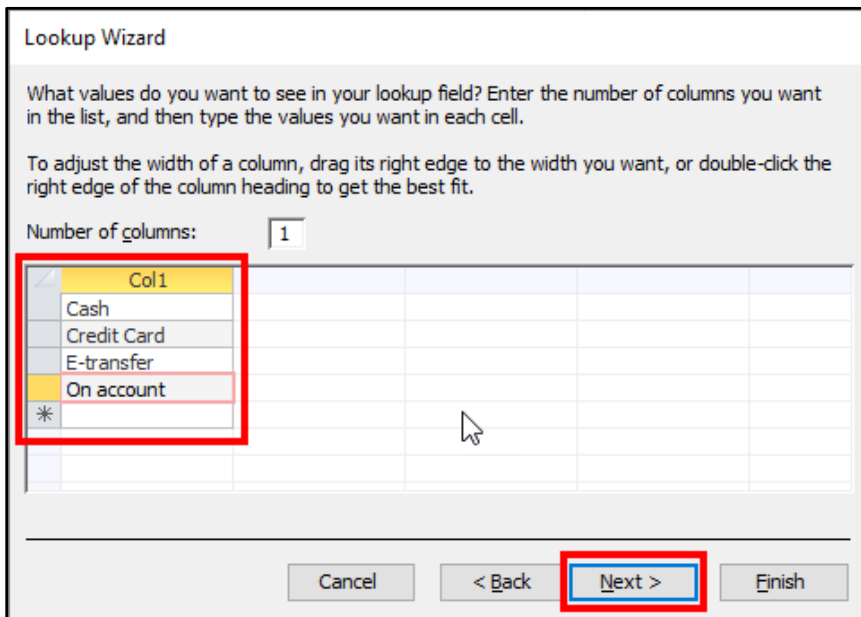 Lookup Wizard
What values do you want to see in your lookup field? Enter the number of columns you want
in the list, and then type the values you want in each cell.
To adjust the width of a column, drag its right edge to the width you want, or double-click the
right edge of the column heading to get the best fit.
Number of columns: 1
Col1
Cash
Credit Card
E-transfer
On account
*
Cancel < Back Next > Finish